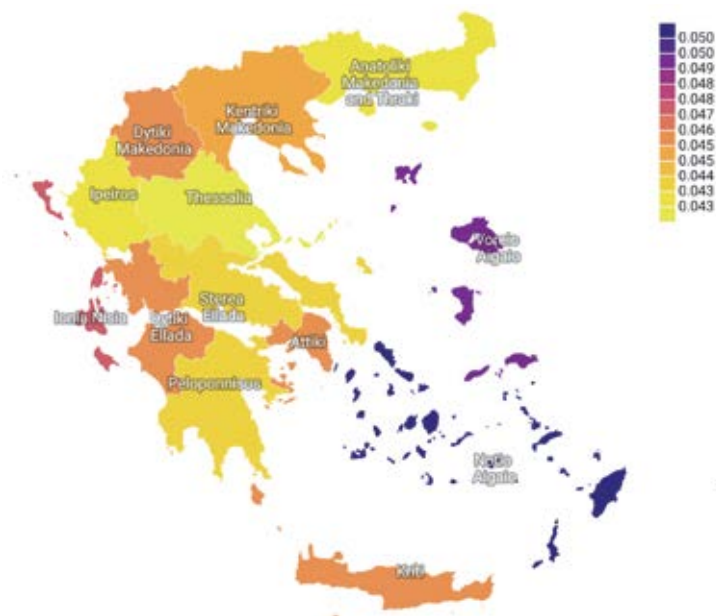 Anatoliki
Makedonia
and Thraki
Kentriki
Makedonia
Dytiki
Makedonia
Ipeiros
Thessalia
Voreio
Aigaio
Sterea
Ellada
Ionia Nisia
Dytiki
Ellada
Attiki
Peloponnisos
Notio
Aigaio
Kriti
0.050
0.050
0.049
0.048
0.048
0.047
0.046
0.045
0.045
0.044
0.043
0.043